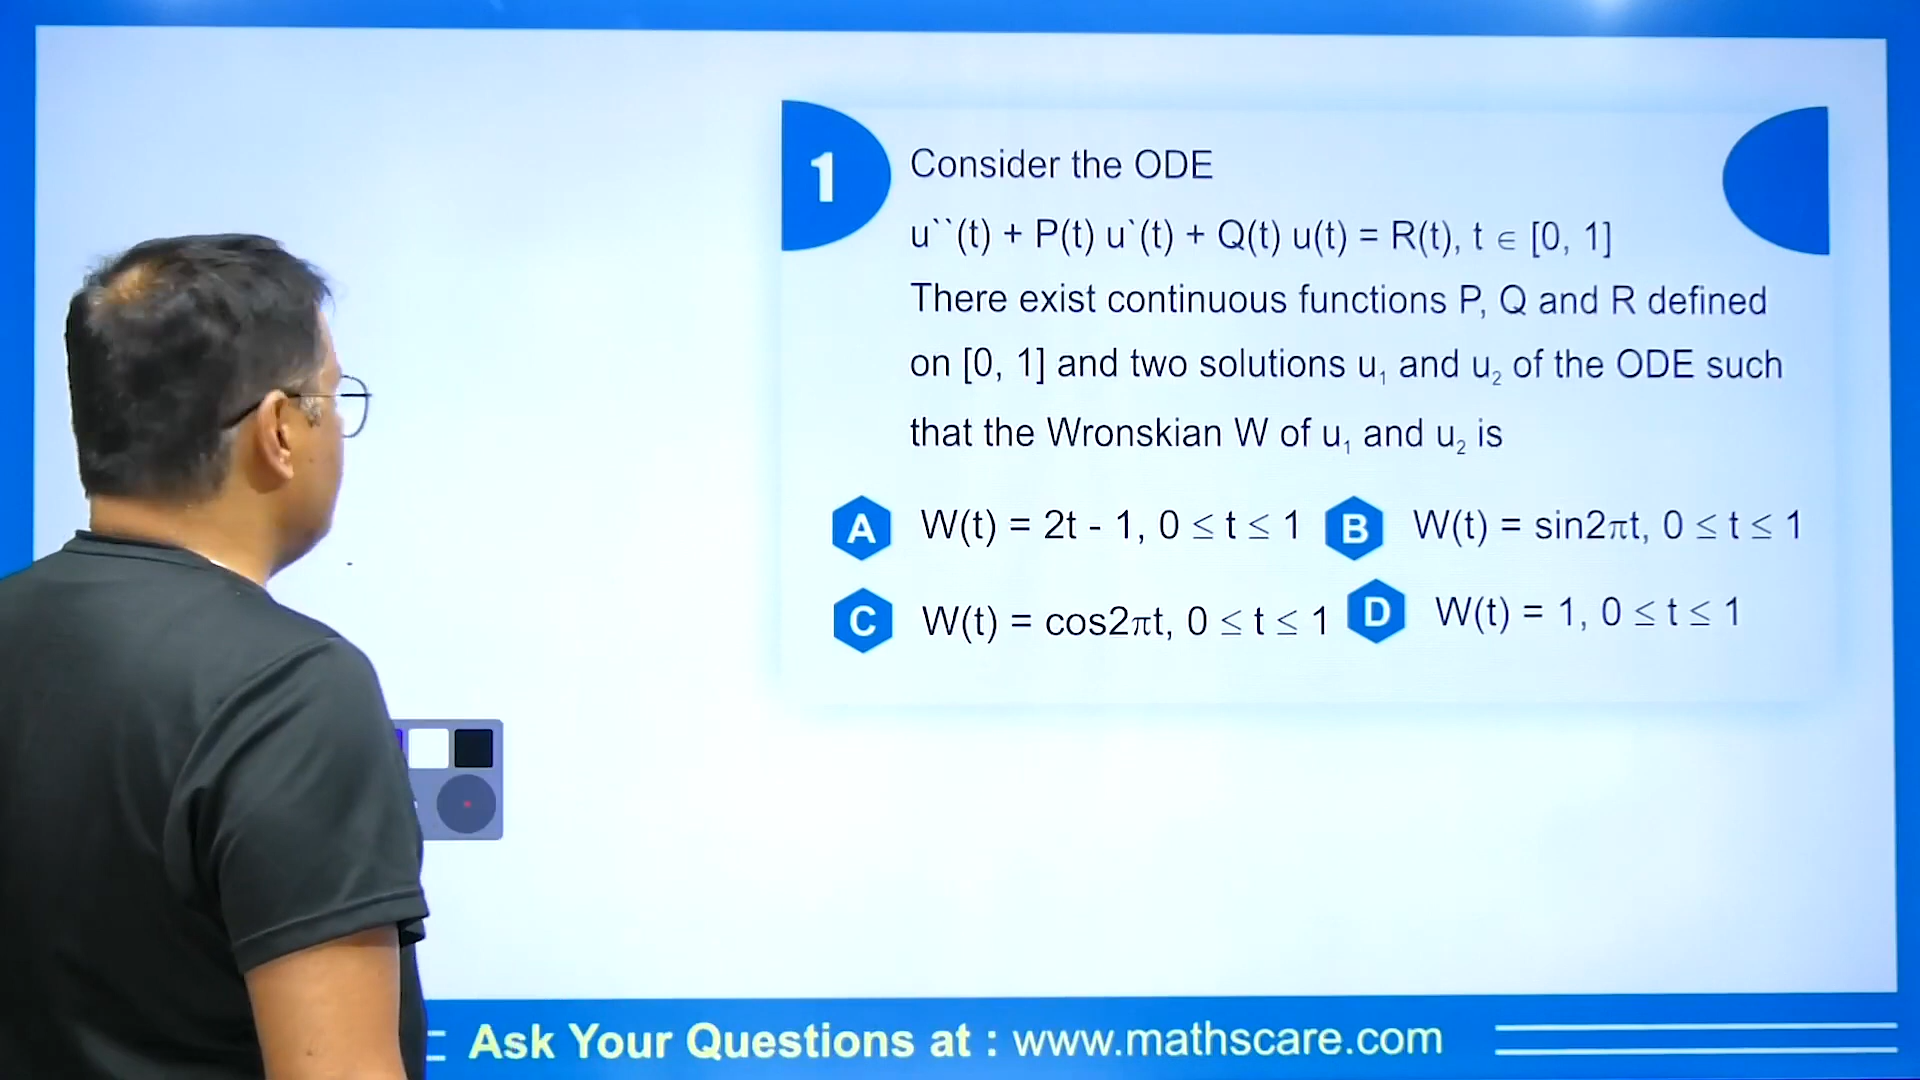 1
Consider the ODE
u``(t) + P(t) u`(t) + Q(t) u(t) = R(t), t ∈ [0, 1]
There exist continuous functions P, Q and R defined
on [0, 1] and two solutions u₁ and u₂ of the ODE such
that the Wronskian W of u₁ and u₂ is
A W(t) = 2t - 1, 0 ≤ t ≤ 1 B W(t) = sin2πt, 0 ≤ t ≤ 1
C W(t) = cos2πt, 0 ≤ t ≤ 1 D W(t) = 1, 0 ≤ t ≤ 1
Ask Your Questions at : www.mathscare.com